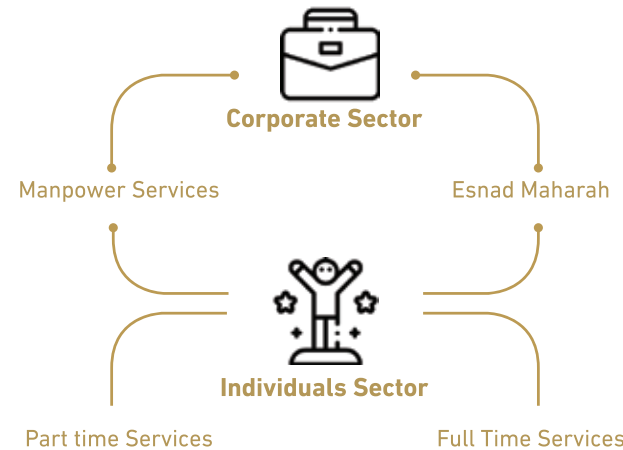 Corporate Sector
Manpower Services
Esnad Maharah
Individuals Sector
Part time Services
Full Time Services